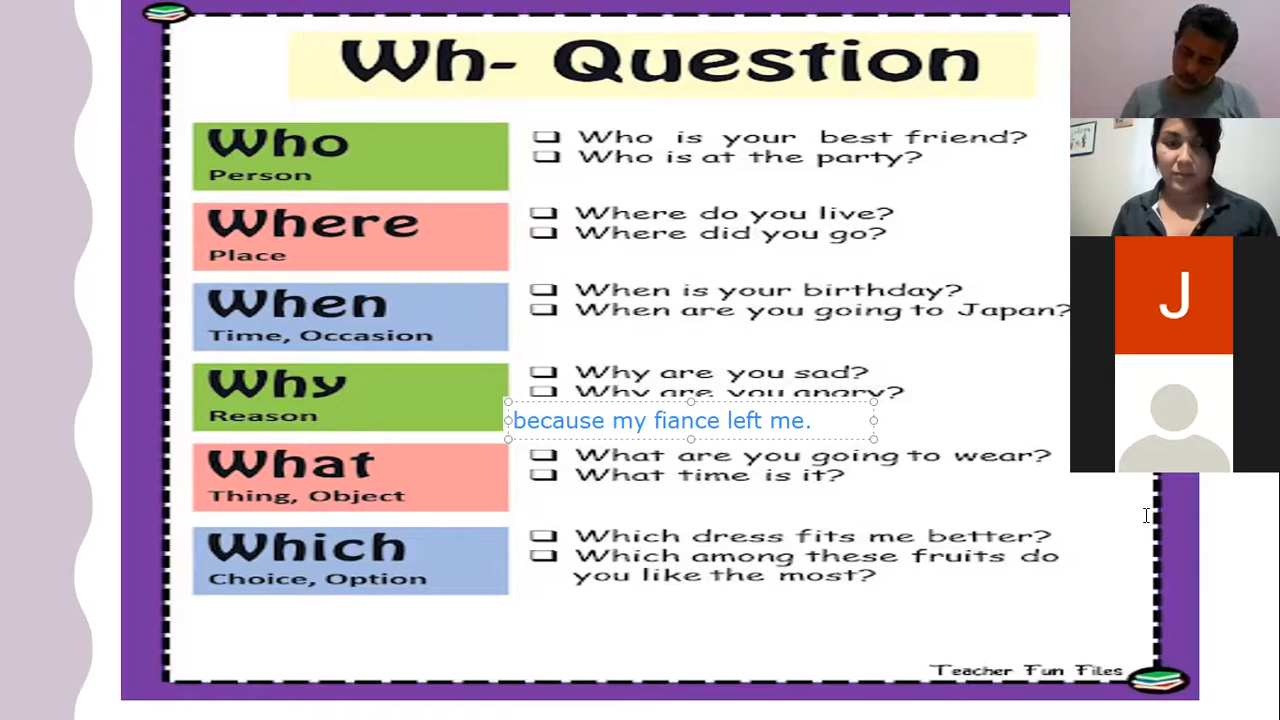 Wh- Question
Who
Person
Who is your best friend?
Who is at the party?
Where
Place
Where do you live?
Where did you go?
When
Time, Occasion
When is your birthday?
When are you going to Japan?
Why
Reason
Why are you sad?
Why are you angry?
because my fiance left me.
What
Thing, Object
What are you going to wear?
What time is it?
Which
Choice, Option
Which dress fits me better?
Which among these fruits do
you like the most?
Teacher Fun Files
J